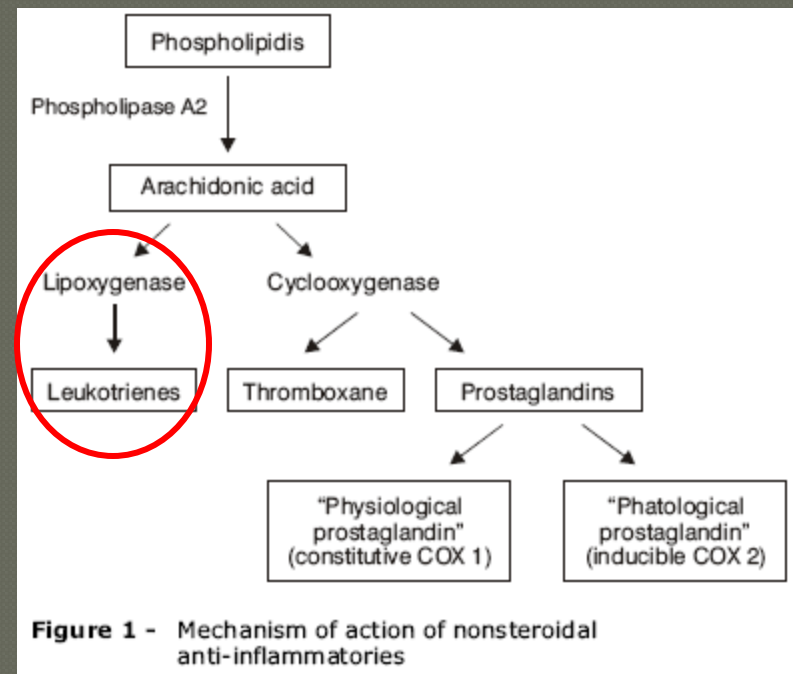 Phospholipidis
Phospholipase A2
Arachidonic acid
Lipoxygenase
Cyclooxygenase
Leukotrienes
Thromboxane
Prostaglandins
“Physiological
prostaglandin”
(constitutive COX 1)
“Phatological
prostaglandin”
(inducible COX 2)
Figure 1 - Mechanism of action of nonsteroidal
anti-inflammatories